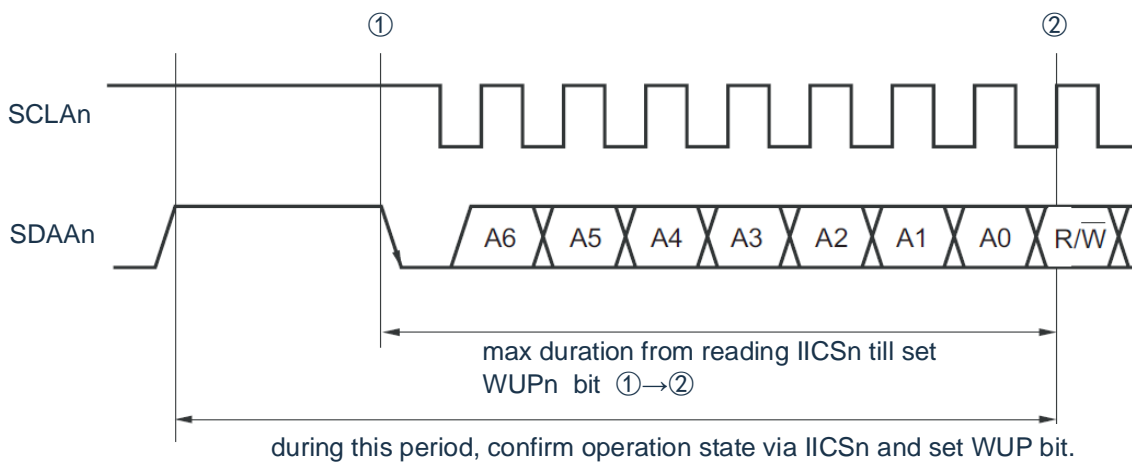 ① ②
SCLAn
SDAAn A6 A5 A4 A3 A2 A1 A0 R/W̅
max duration from reading IICSn till set
WUPn bit ①→②
during this period, confirm operation state via IICSn and set WUP bit.